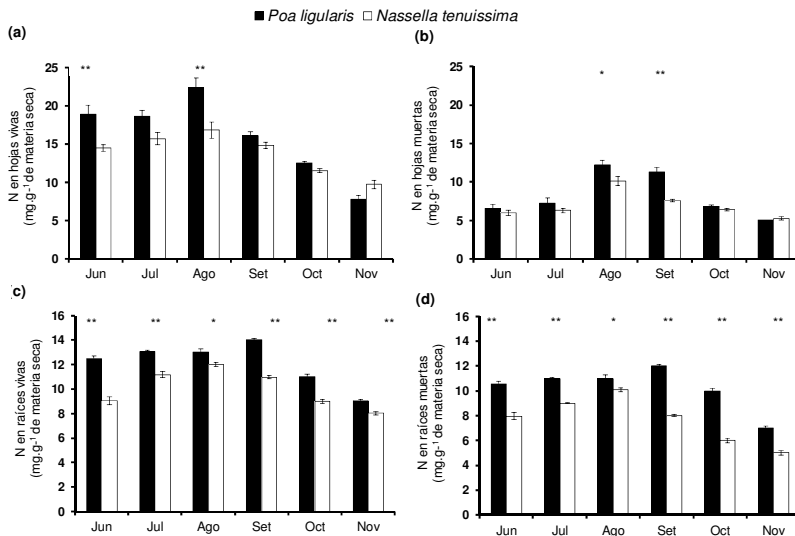 ■ Poa ligularis □ Nassella tenuissima
(a)
** **
N en hojas vivas
(mg.g-1 de materia seca)
25
20
15
10
5
0
Jun Jul Ago Set Oct Nov
(b)
* **
N en hojas muertas
(mg.g-1 de materia seca)
25
20
15
10
5
0
Jun Jul Ago Set Oct Nov
c)
** ** * ** ** **
N en raíces vivas
(mg.g-1 de materia seca)
16
14
12
10
8
6
4
2
0
Jun Jul Ago Set Oct Nov
(d)
** ** * ** ** **
N en raíces muertas
(mg.g-1 de materia seca)
16
14
12
10
8
6
4
2
0
Jun Jul Ago Set Oct Nov